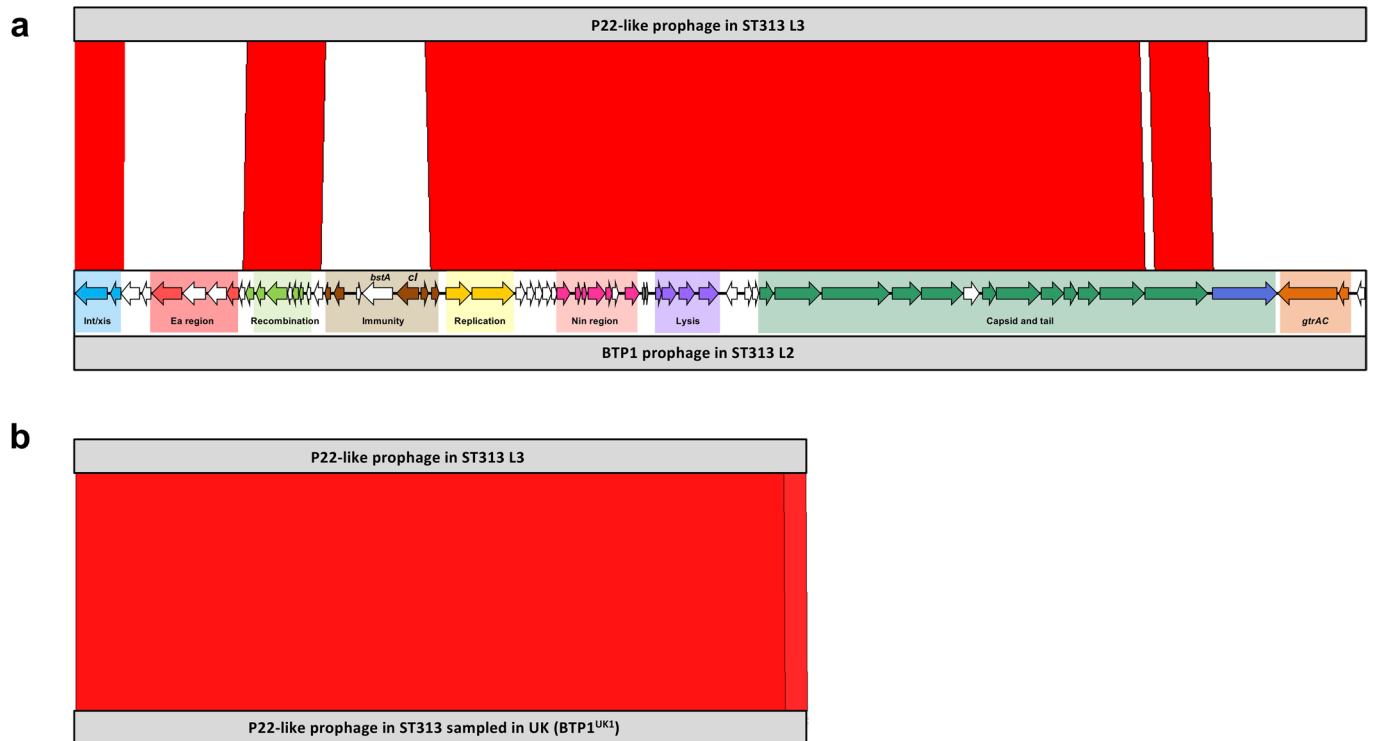 a
P22-like prophage in ST313 L3
bstA cI
Int/xis Ea region Recombination Immunity Replication Nin region Lysis Capsid and tail gtrAC
BTP1 prophage in ST313 L2
b
P22-like prophage in ST313 L3
P22-like prophage in ST313 sampled in UK (BTP1ᵁᴷ¹)